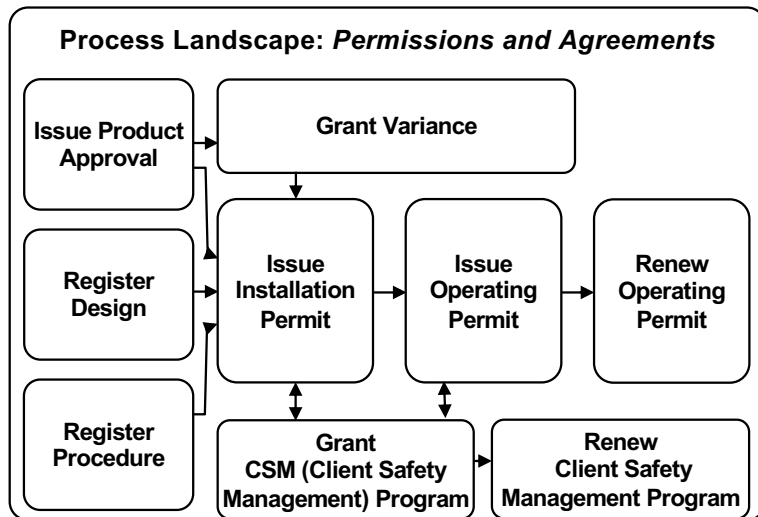 Process Landscape: Permissions and Agreements
Issue Product
Approval
Grant Variance
Register
Design
Issue
Installation
Permit
Issue
Operating
Permit
Renew
Operating
Permit
Register
Procedure
Grant
CSM (Client Safety
Management) Program
Renew
Client Safety
Management Program